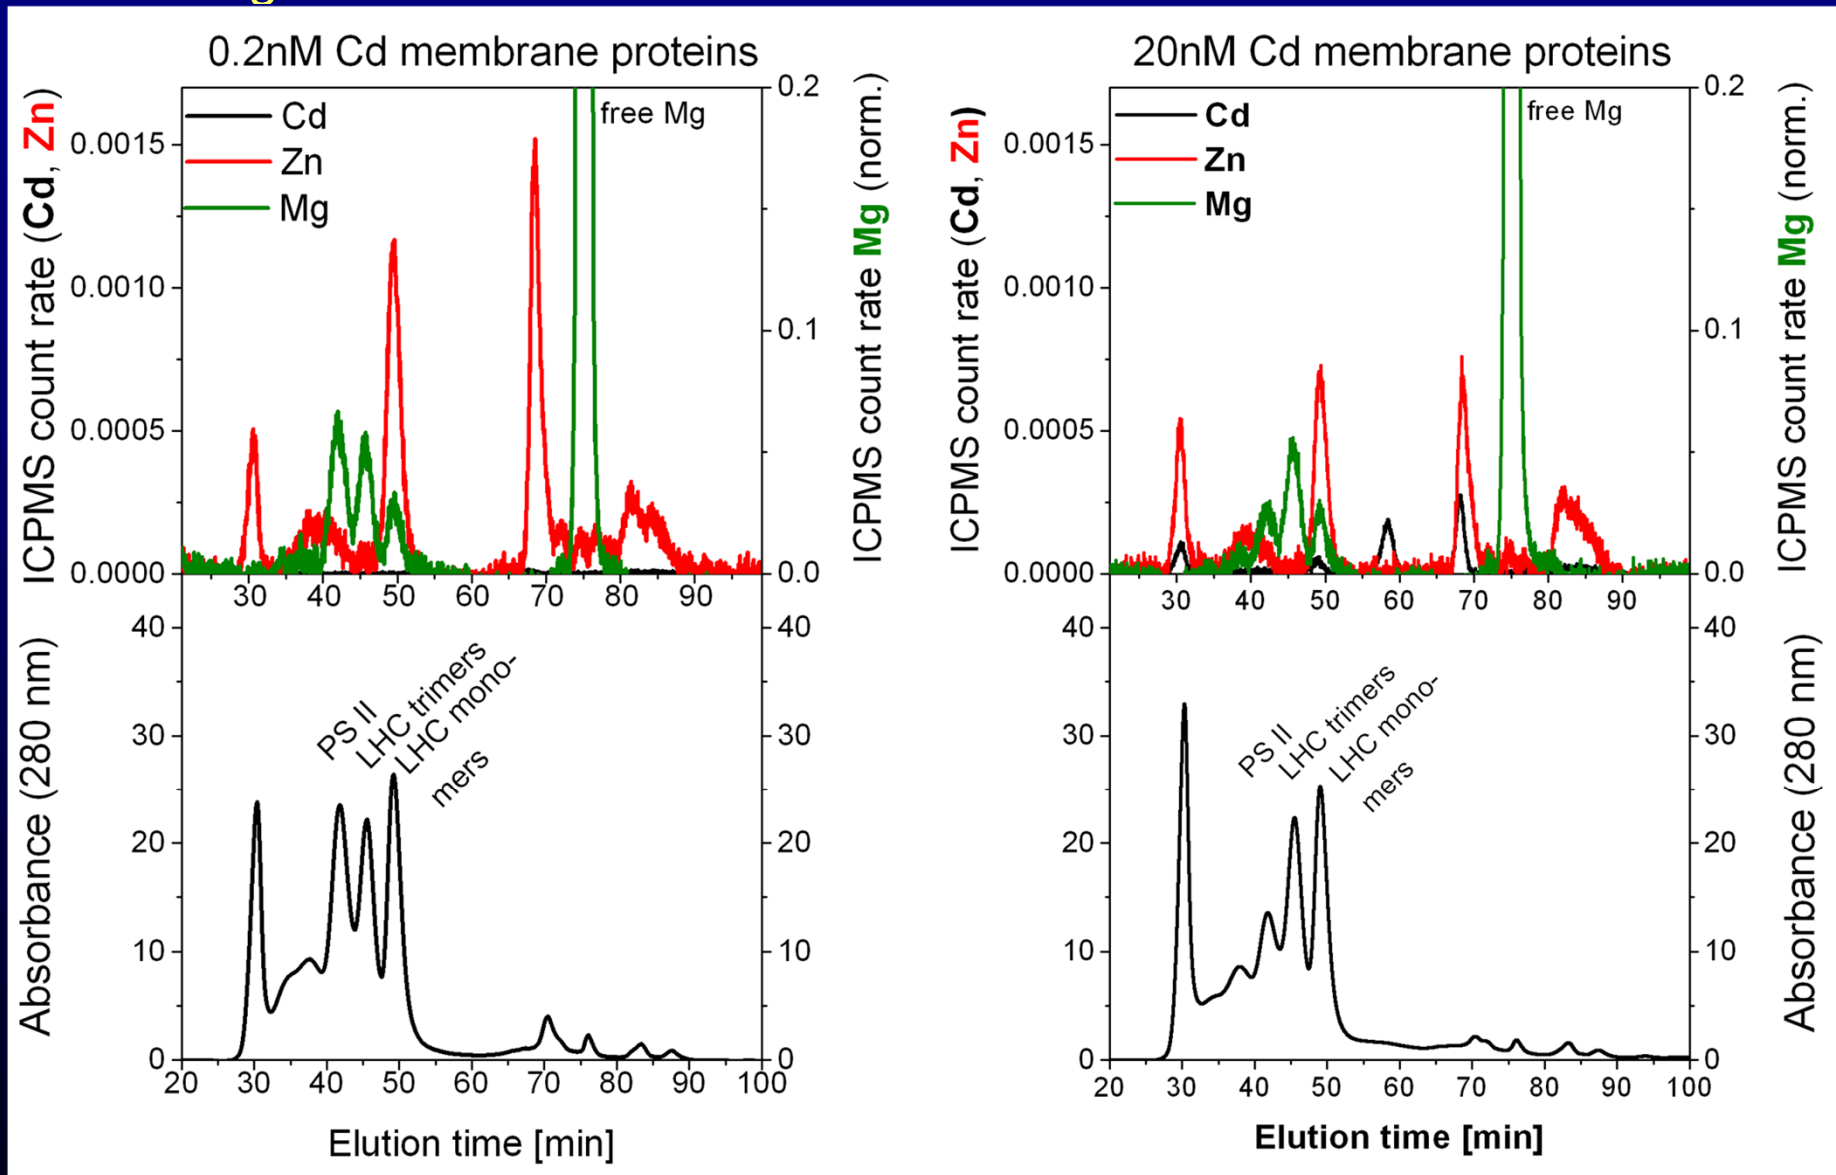 0.2nM Cd membrane proteins
ICPMS count rate (Cd, Zn)
0.0015
0.0010
0.0005
0.0000
Cd
Zn
Mg
free Mg
0.2
0.1
0.0
ICPMS count rate Mg (norm.)
30 40 50 60 70 80 90
Absorbance (280 nm)
40
30
20
10
0
PS II
LHC trimers
LHC mono-
mers
40
30
20
10
0
20 30 40 50 60 70 80 90 100
Elution time [min]
20nM Cd membrane proteins
ICPMS count rate (Cd, Zn)
0.0015
0.0010
0.0005
0.0000
Cd
Zn
Mg
free Mg
0.2
0.1
0.0
ICPMS count rate Mg (norm.)
30 40 50 60 70 80 90
40
30
20
10
0
PS II
LHC trimers
LHC mono-
mers
40
30
20
10
0
Absorbance (280 nm)
20 30 40 50 60 70 80 90 100
Elution time [min]